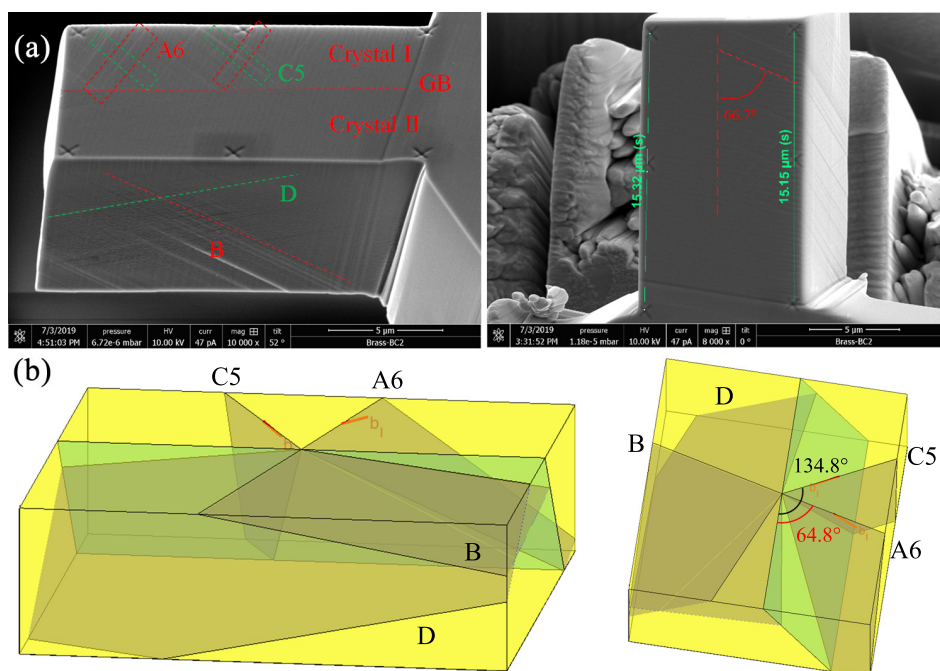 (a)
A6
C5
Crystal I
GB
Crystal II
D
B
7/3/2019
4:51:03 PM
pressure
6.72e-6 mbar
HV
10.00 kV
curr
47 pA
mag
10 000 x
tilt
52 °
5 µm
Brass-BC2
66.7°
15.32 µm (s)
15.15 µm (s)
7/3/2019
3:31:52 PM
pressure
1.18e-5 mbar
HV
10.00 kV
curr
47 pA
mag
8 000 x
tilt
0 °
5 µm
Brass-BC2
(b)
C5
A6
b_I
B
D
D
B
134.8°
C5
64.8°
A6